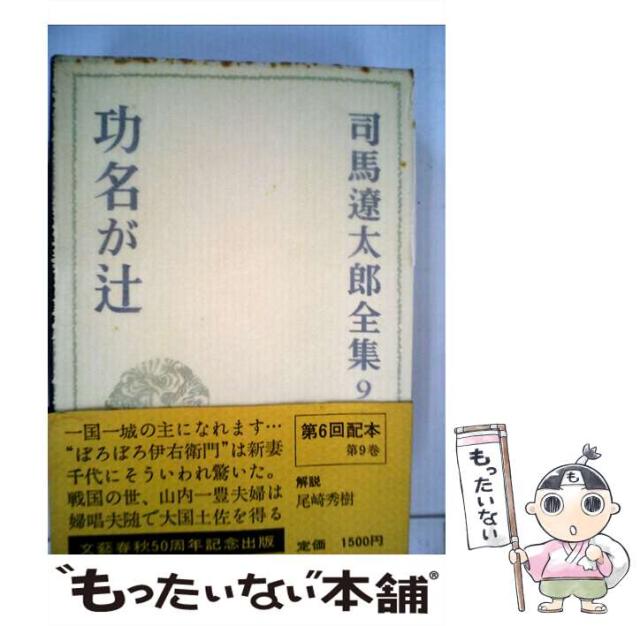 司馬遼太郎全集9
功名が辻
一国一城の主になれます…
“ぼろぼろ伊右衛門”は新妻
千代にそういわれ驚いた。
戦国の世、山内一豊夫婦は
婦唱夫随で大国土佐を得る
文藝春秋50周年記念出版
第6回配本
第9巻
解説
尾崎秀樹
定価 1500円
もったいない
“もったいない”本舗®